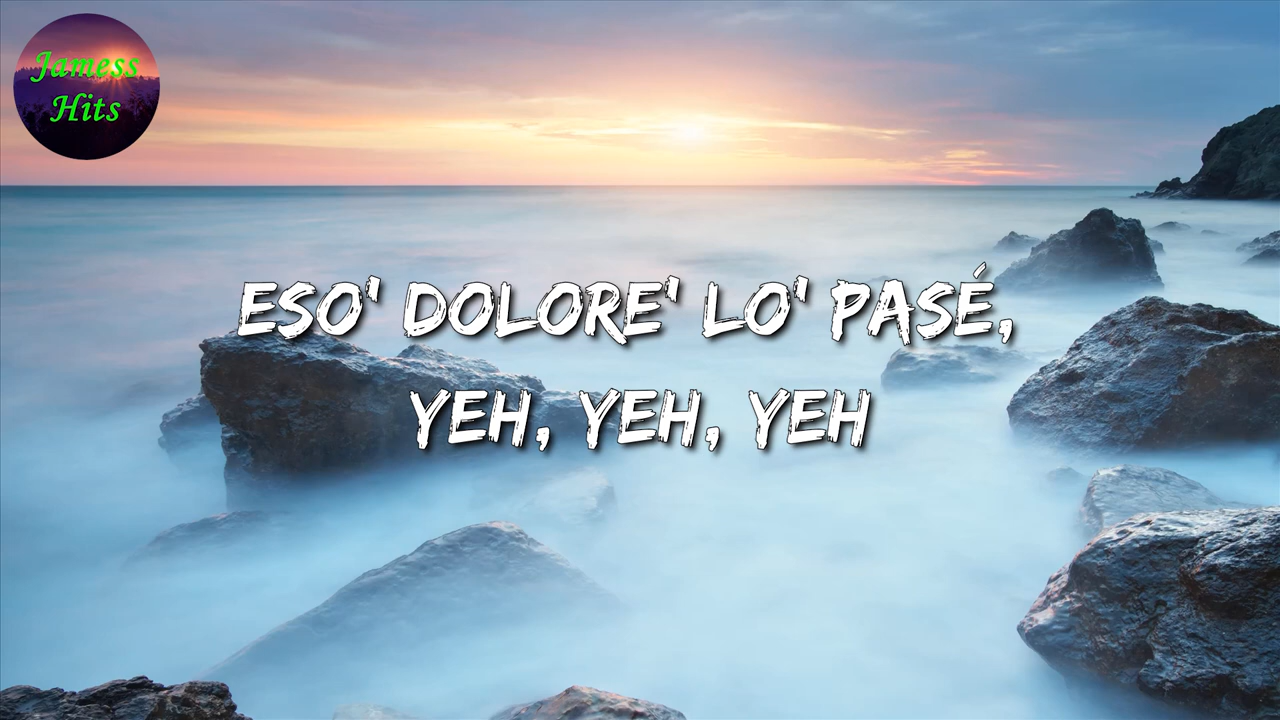 Jamess
Hits
ESO' DOLORE' LO' PASÉ,
YEH, YEH, YEH